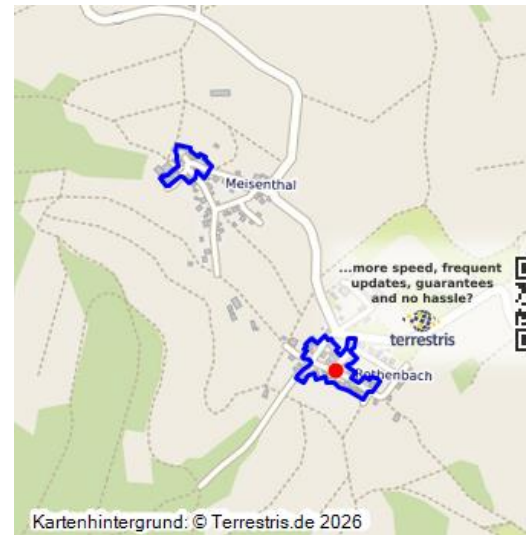 Meisenthal
...more speed, frequent
updates, guarantees
and no hassle?
terrestris
Rothenbach
Kartenhintergrund: © Terrestris.de 2026